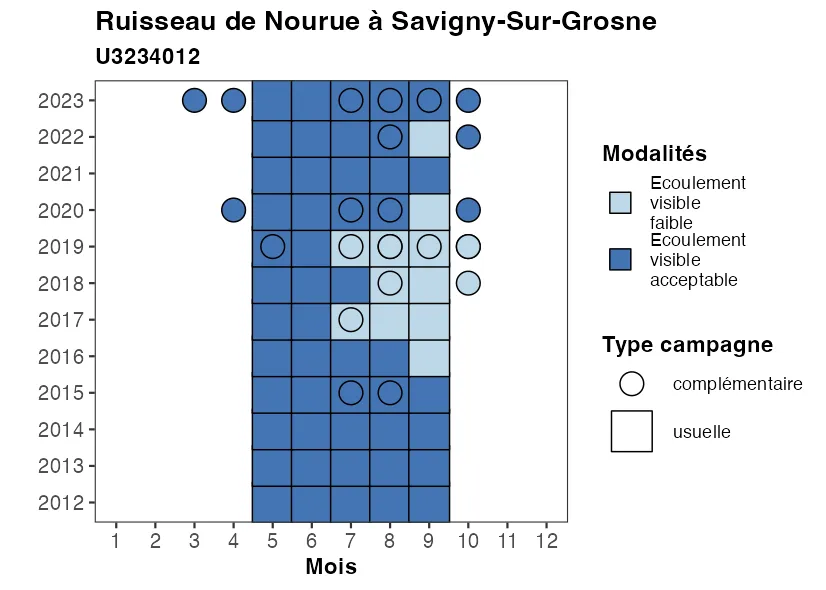 Ruisseau de Nourue à Savigny-Sur-Grosne
U3234012
2023
2022
2021
2020
2019
2018
2017
2016
2015
2014
2013
2012
1 2 3 4 5 6 7 8 9 10 11 12
Mois
Modalités
Ecoulement
visible
faible
Ecoulement
visible
acceptable
Type campagne
complémentaire
usuelle